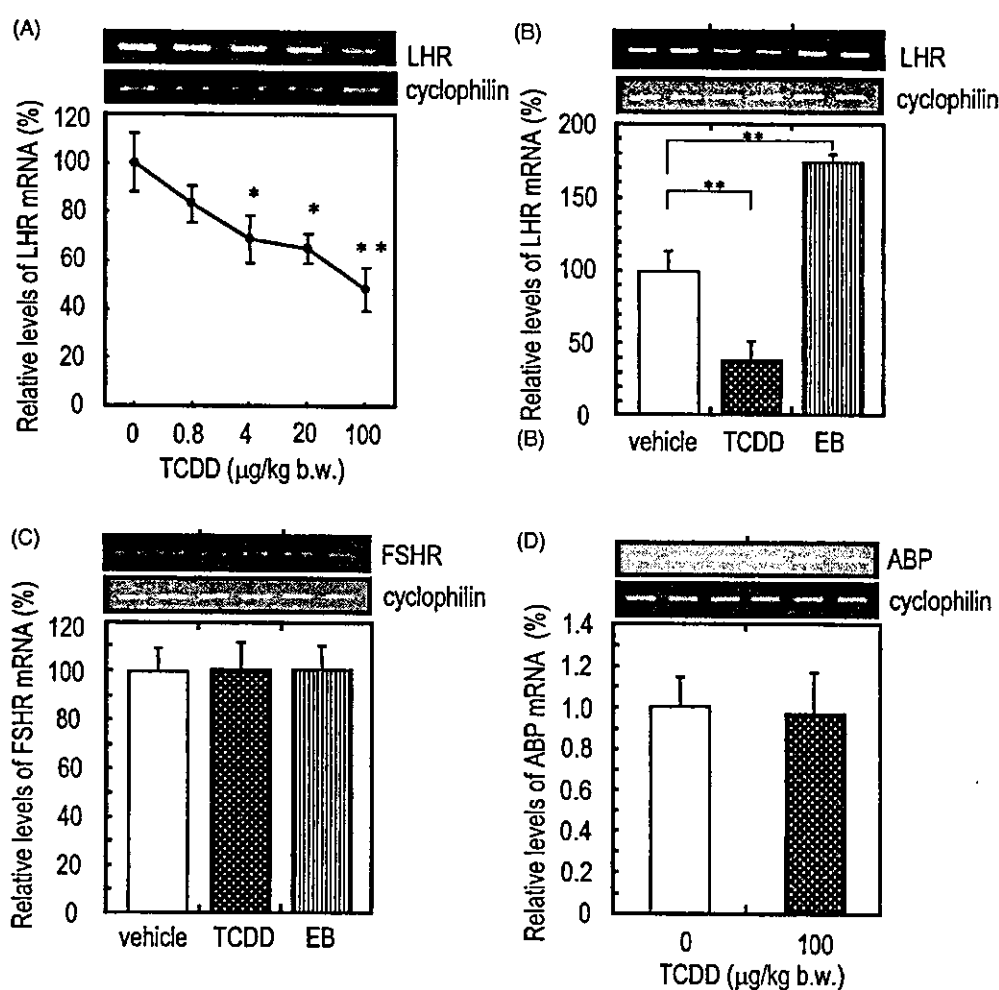 (A)
LHR
cyclophilin
Relative levels of LHR mRNA (%)
120
100
80
60
40
20
0
*
*
**
0 0.8 4 20 100
TCDD (μg/kg b.w.)
(B)
LHR
cyclophilin
Relative levels of LHR mRNA (%)
200
150
100
50
0
**
**
(B)
vehicle TCDD EB
(C)
FSHR
cyclophilin
Relative levels of FSHR mRNA (%)
120
100
80
60
40
20
0
vehicle TCDD EB
(D)
ABP
cyclophilin
Relative levels of ABP mRNA (%)
1.4
1.2
1.0
0.8
0.6
0.4
0.2
0
0 100
TCDD (μg/kg b.w.)